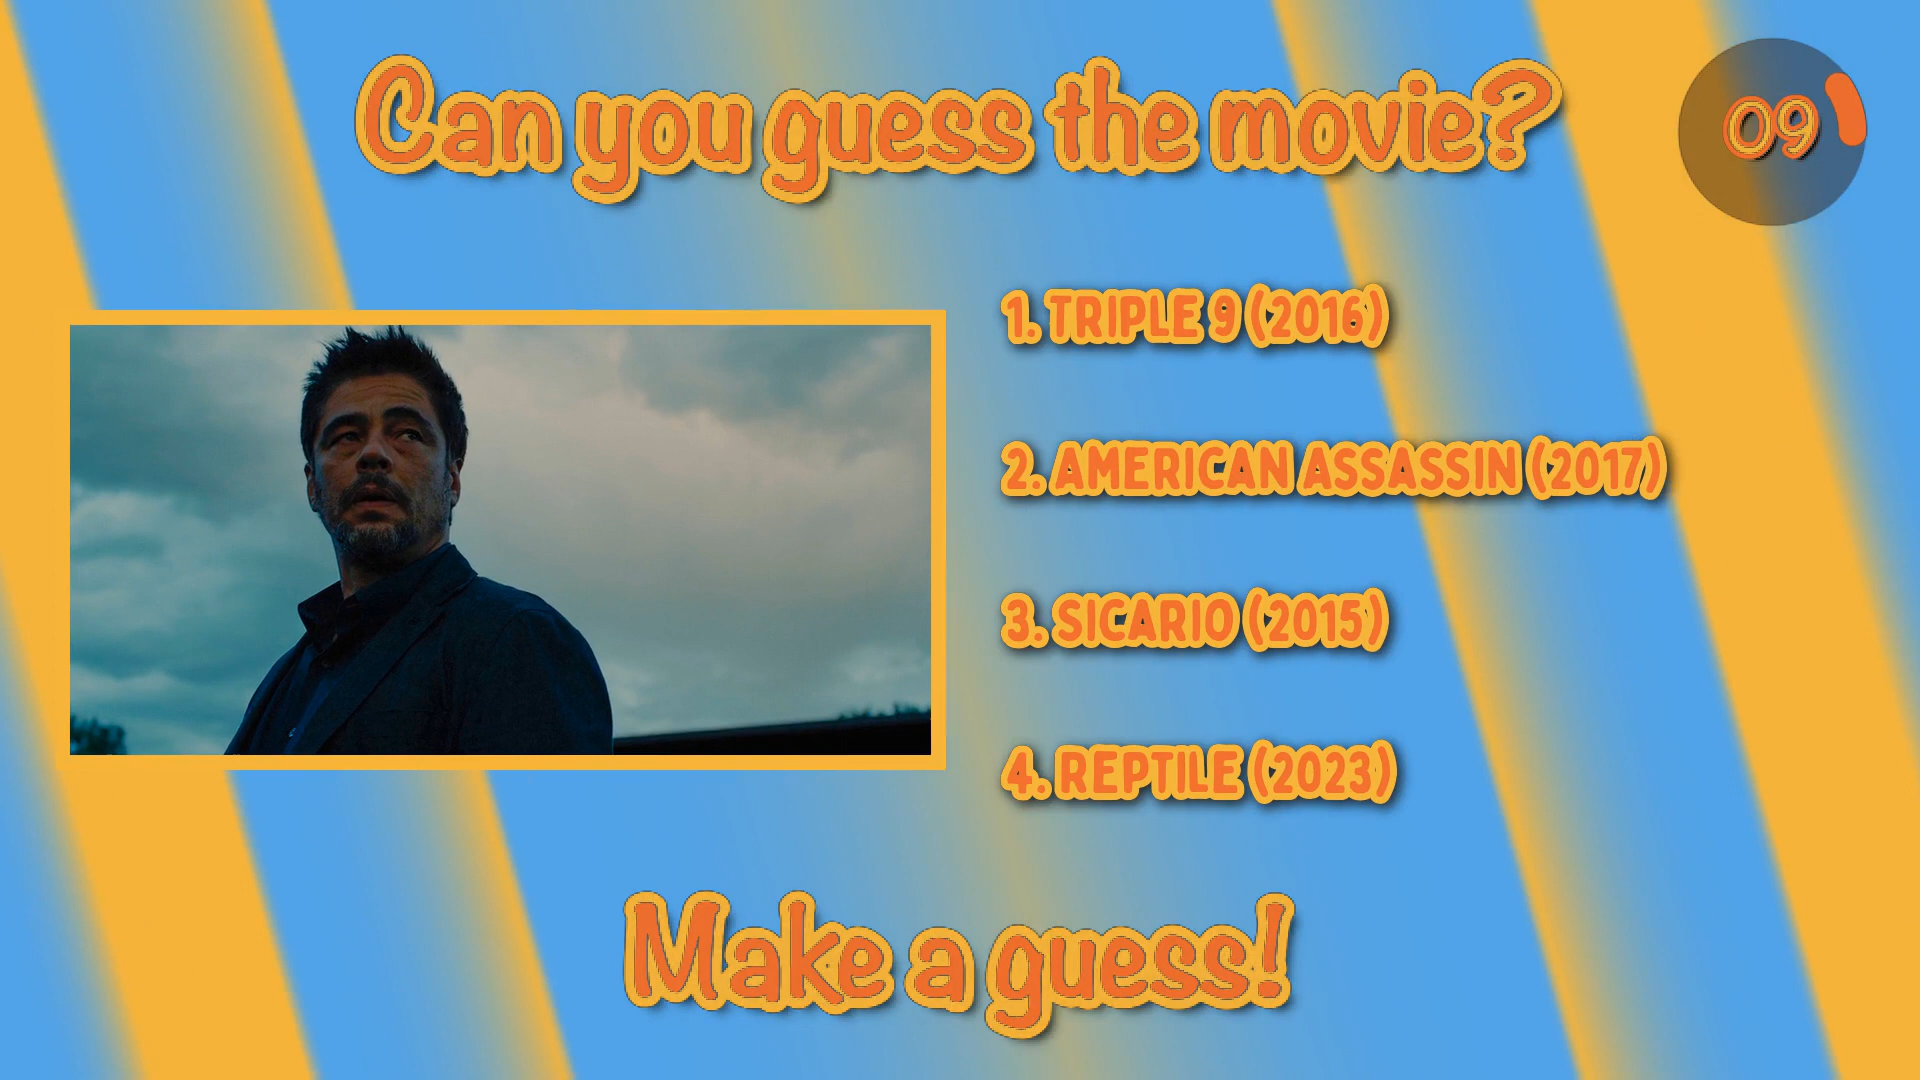 Can you guess the movie?
09
1. TRIPLE 9 (2016)
2. AMERICAN ASSASSIN (2017)
3. SICARIO (2015)
4. REPTILE (2023)
Make a guess!